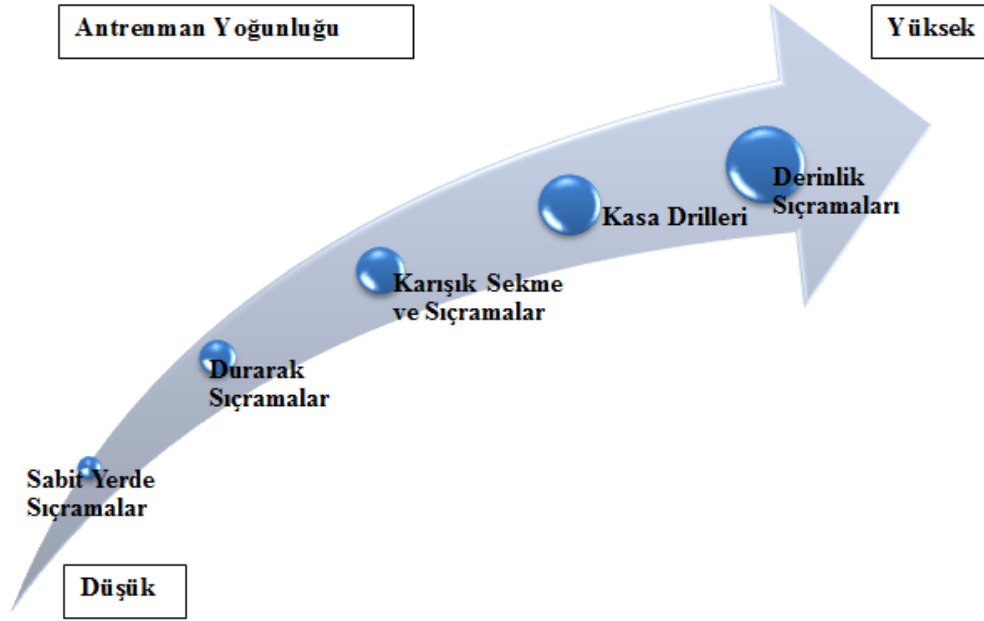 Antrenman Yoğunluğu
Yüksek
Derinlik
Sıçramaları
Kasa Drilleri
Karışık Sekme
ve Sıçramalar
Durarak
Sıçramalar
Sabit Yerde
Sıçramalar
Düşük